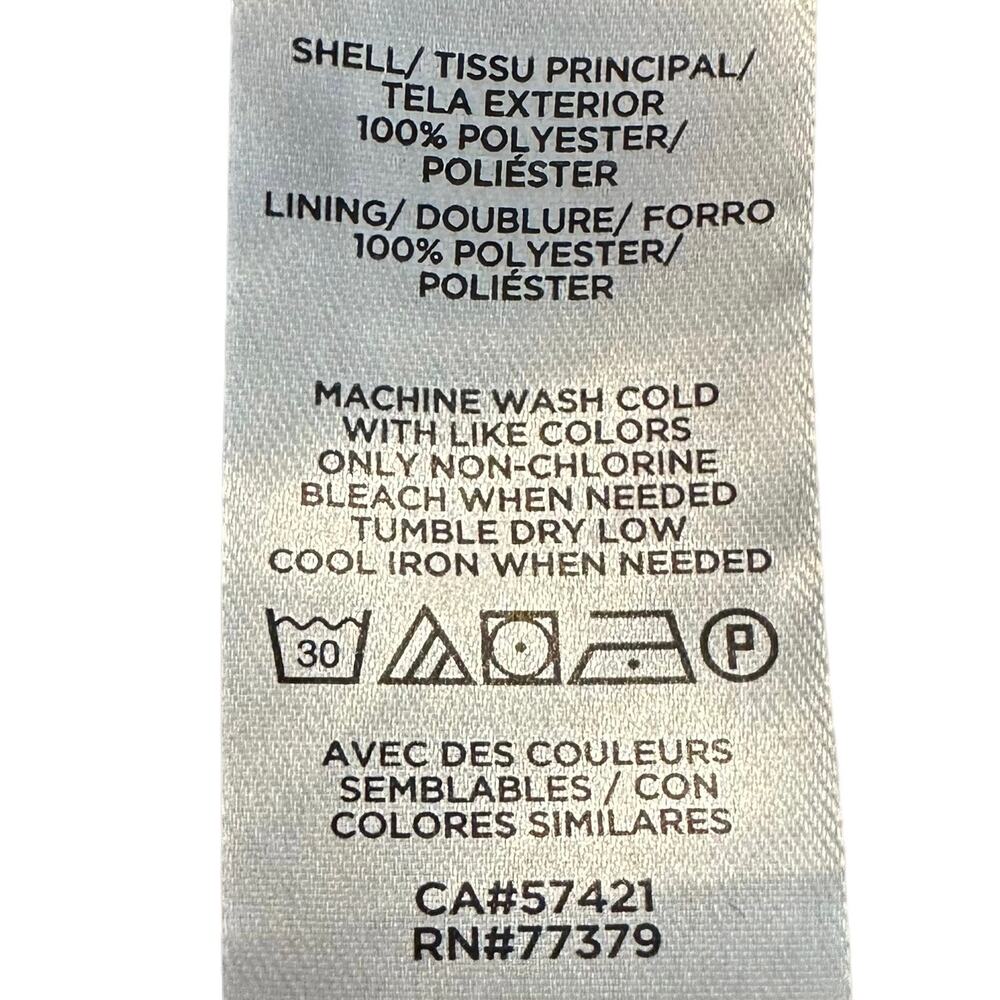 SHELL/ TISSU PRINCIPAL/
TELA EXTERIOR
100% POLYESTER/
POLIÉSTER
LINING/ DOUBLURE/ FORRO
100% POLYESTER/
POLIÉSTER
MACHINE WASH COLD
WITH LIKE COLORS
ONLY NON-CHLORINE
BLEACH WHEN NEEDED
TUMBLE DRY LOW
COOL IRON WHEN NEEDED
30 P
AVEC DES COULEURS
SEMBLABLES / CON
COLORES SIMILARES
CA#57421
RN#77379